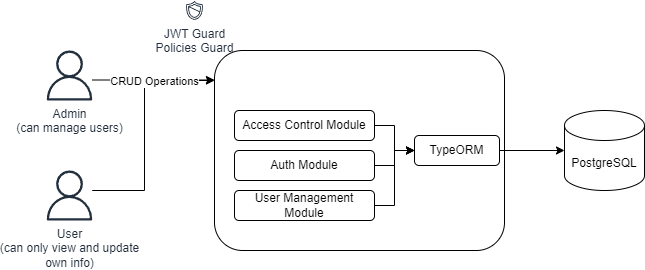 JWT Guard
Policies Guard
CRUD Operations
Admin
(can manage users)
User
(can only view and update
own info)
Access Control Module
Auth Module
User Management
Module
TypeORM
PostgreSQL